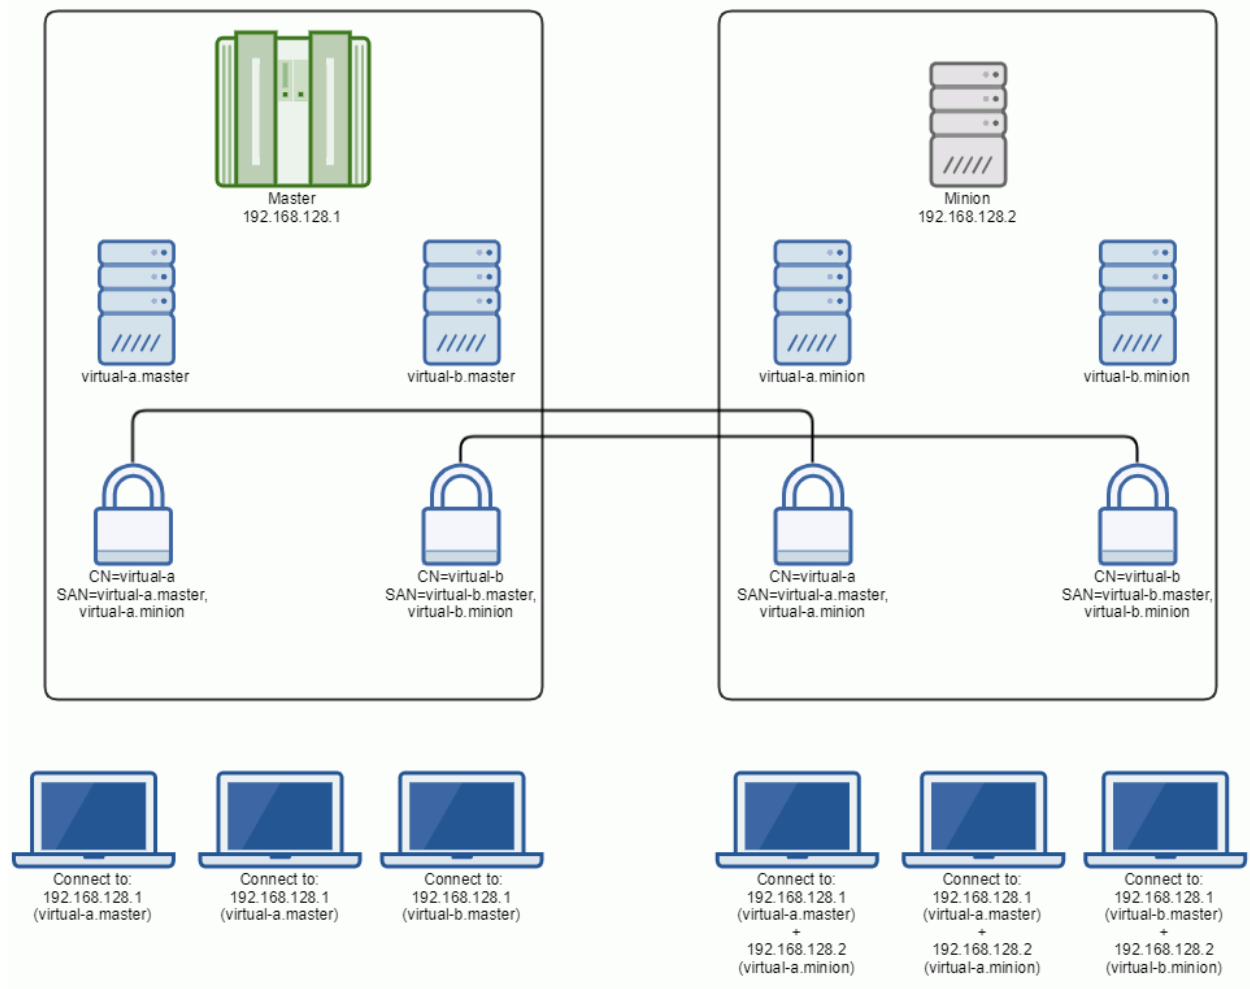 Master
192.168.128.1
Minion
192.168.128.2
virtual-a.master
virtual-b.master
virtual-a.minion
virtual-b.minion
CN=virtual-a
SAN=virtual-a.master,
virtual-a.minion
CN=virtual-b
SAN=virtual-b.master,
virtual-b.minion
CN=virtual-a
SAN=virtual-a.master,
virtual-a.minion
CN=virtual-b
SAN=virtual-b.master,
virtual-b.minion
Connect to:
192.168.128.1
(virtual-a.master)
Connect to:
192.168.128.1
(virtual-a.master)
Connect to:
192.168.128.1
(virtual-b.master)
Connect to:
192.168.128.1
(virtual-a.master)
+
192.168.128.2
(virtual-a.minion)
Connect to:
192.168.128.1
(virtual-a.master)
+
192.168.128.2
(virtual-a.minion)
Connect to:
192.168.128.1
(virtual-b.master)
+
192.168.128.2
(virtual-b.minion)